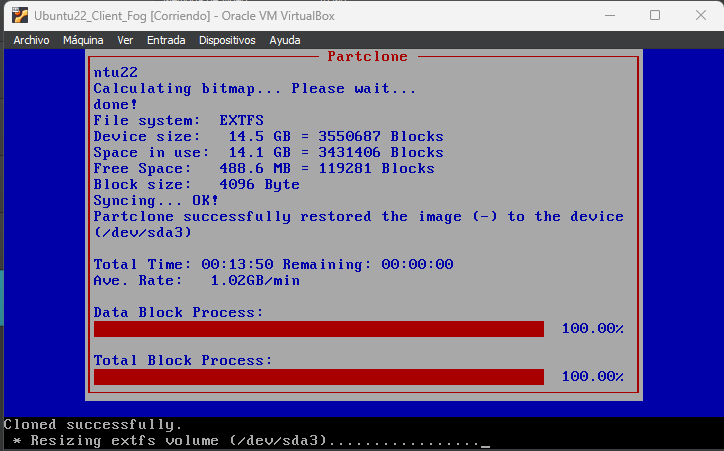 Ubuntu22_Client_Fog [Corriendo] - Oracle VM VirtualBox
Archivo Máquina Ver Entrada Dispositivos Ayuda
Partclone
ntu22
Calculating bitmap... Please wait...
done!
File system:  EXTFS
Device size:   14.5 GB = 3550687 Blocks
Space in use:  14.1 GB = 3431406 Blocks
Free Space:   488.6 MB = 119281 Blocks
Block size:   4096 Byte
Syncing... OK!
Partclone successfully restored the image (-) to the device
(/dev/sda3)
Total Time: 00:13:50 Remaining: 00:00:00
Ave. Rate:   1.02GB/min
Data Block Process:
100.00%
Total Block Process:
100.00%
Cloned successfully.
* Resizing extfs volume (/dev/sda3)................._